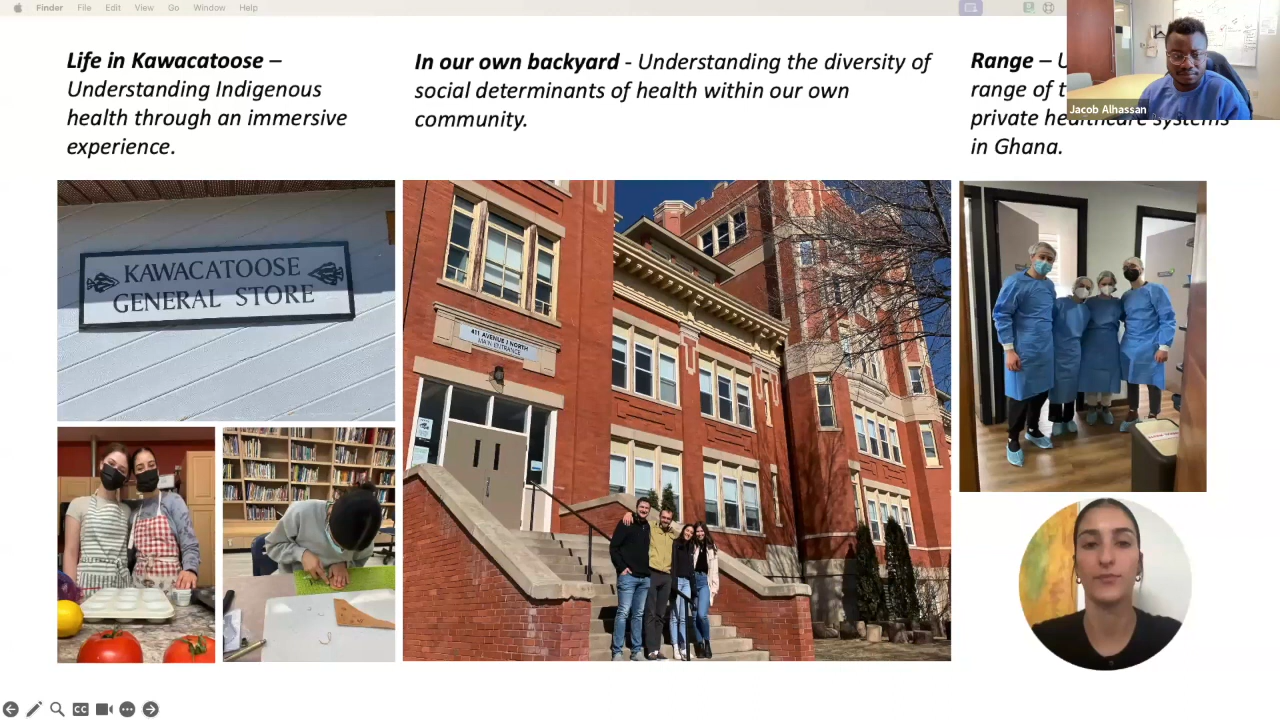 Finder File Edit View Go Window Help
Life in Kawacatoose –
Understanding Indigenous
health through an immersive
experience.
In our own backyard - Understanding the diversity of
social determinants of health within our own
community.
Range –
range of
private healthcare systems
in Ghana.
Jacob Alhassan
KAWACATOOSE
GENERAL STORE
411 AVENUE J NORTH
MAIN ENTRANCE
CC